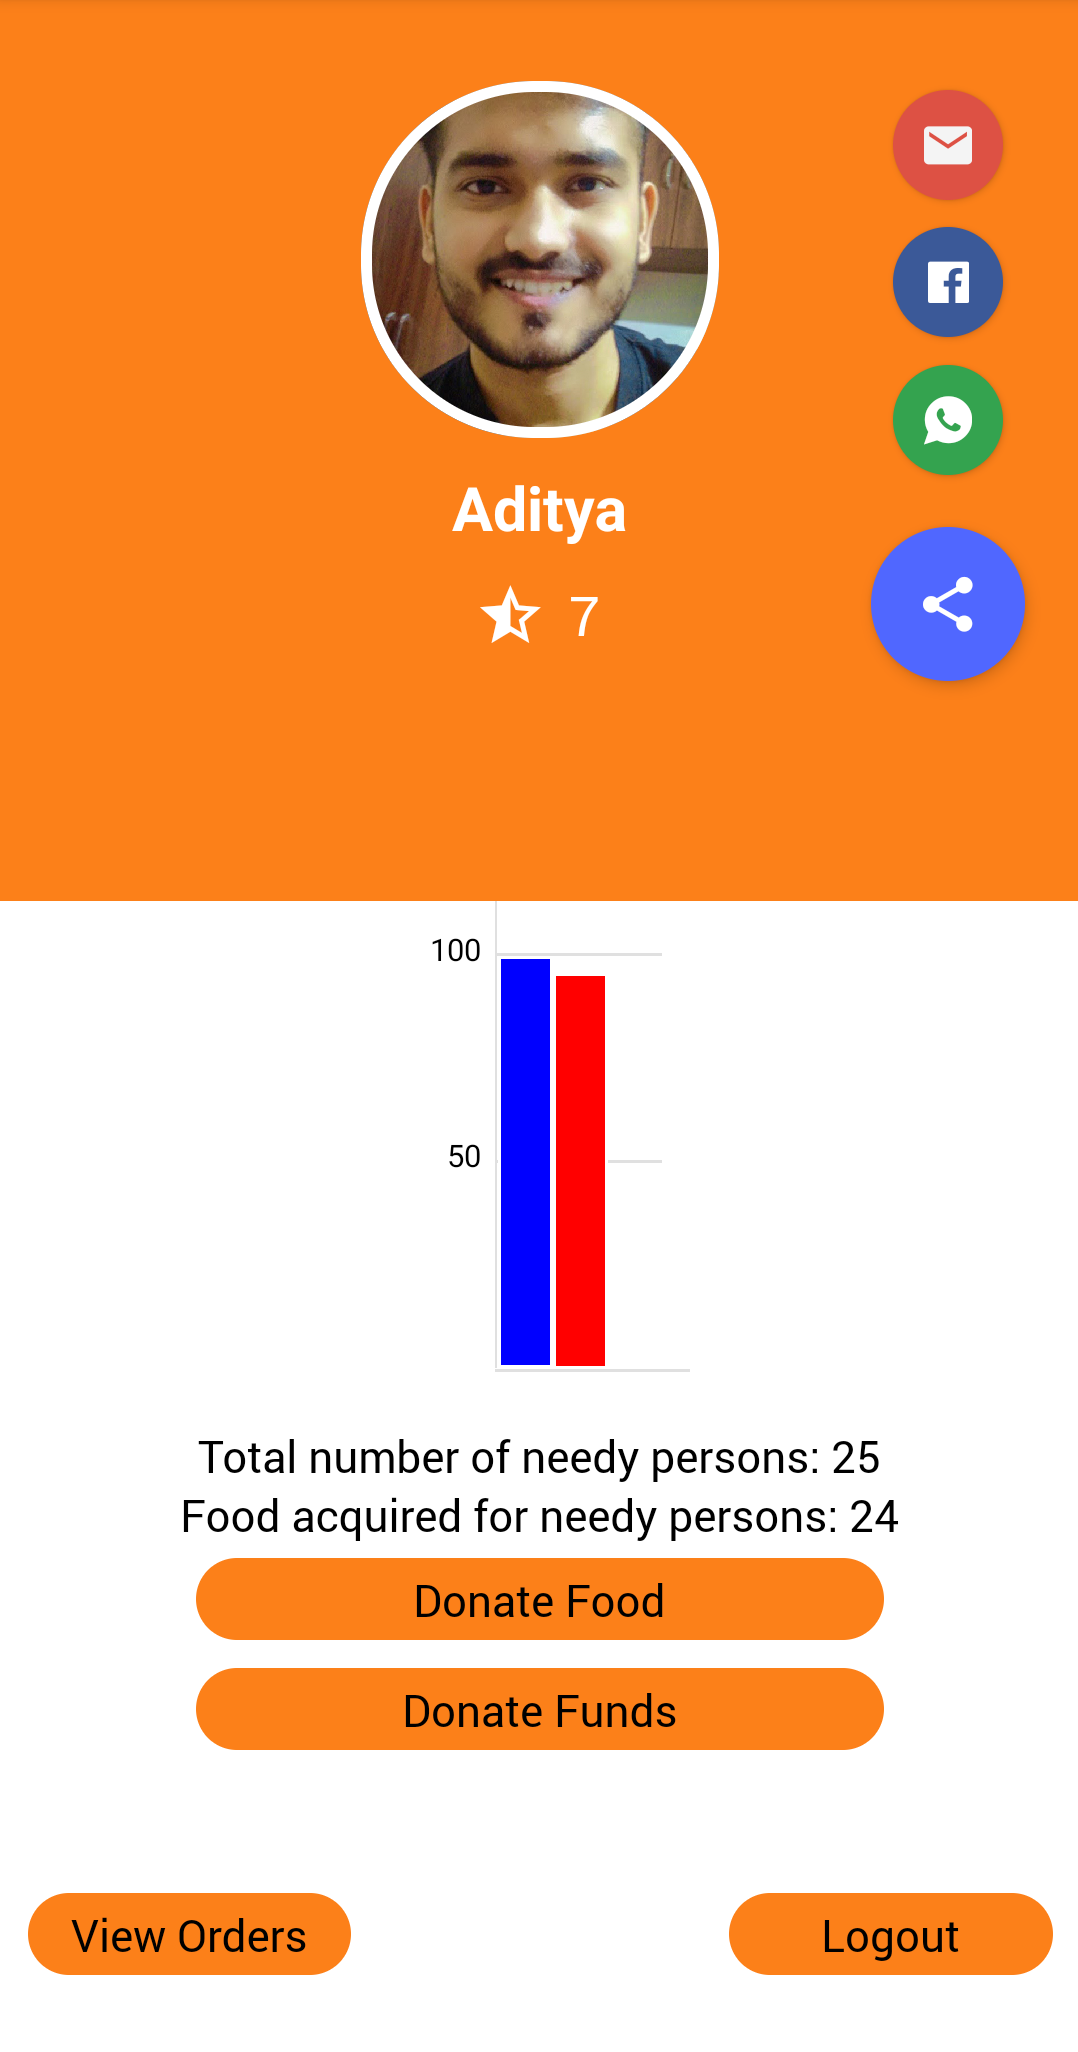 Aditya
7
100
50
Total number of needy persons: 25
Food acquired for needy persons: 24
Donate Food
Donate Funds
View Orders
Logout